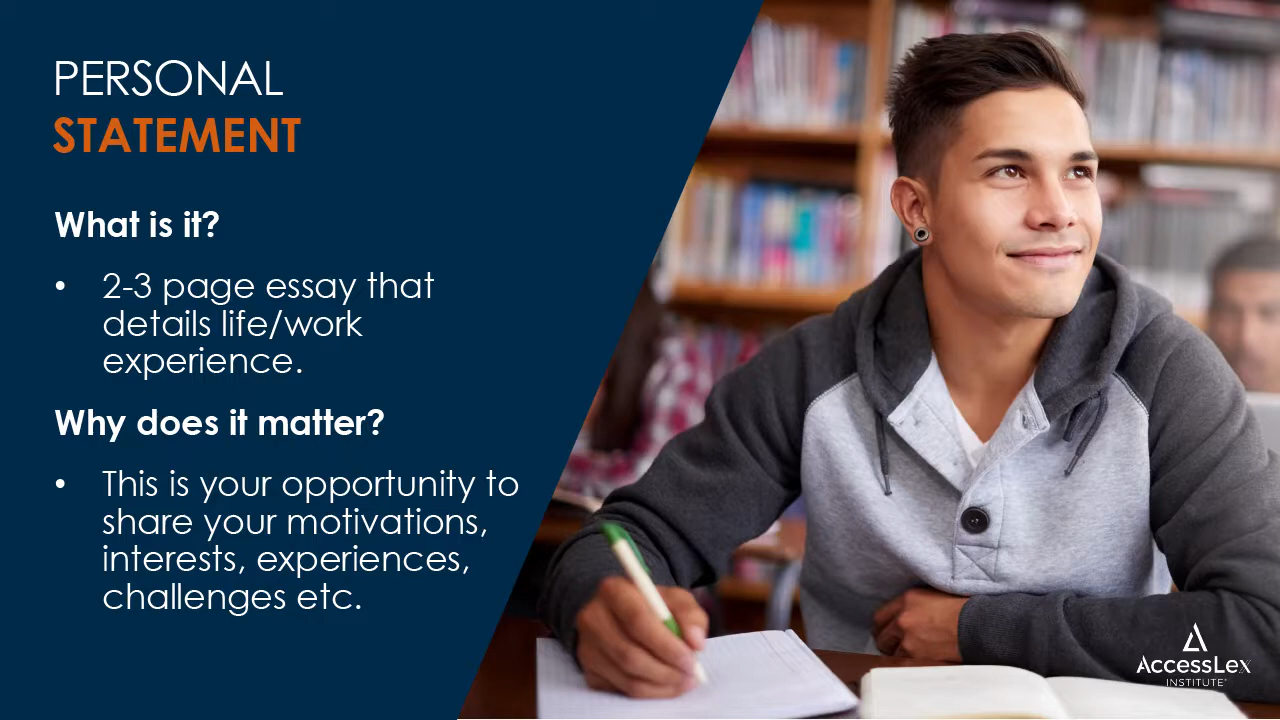 PERSONAL
STATEMENT
What is it?
• 2-3 page essay that
details life/work
experience.
Why does it matter?
• This is your opportunity to
share your motivations,
interests, experiences,
challenges etc.
AccessLex
INSTITUTE